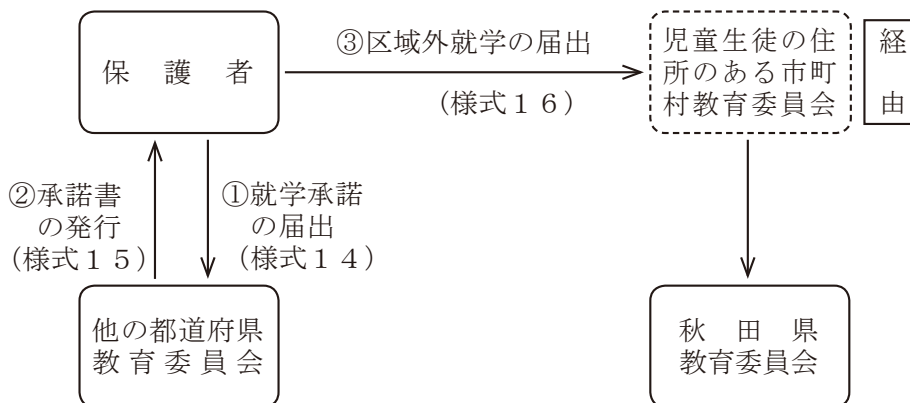 ③区域外就学の届出
(様式16)
保護者
児童生徒の住
所のある市町
村教育委員会
経
由
②承諾書
の発行
(様式15)
①就学承諾
の届出
(様式14)
他の都道府県
教育委員会
秋田県
教育委員会